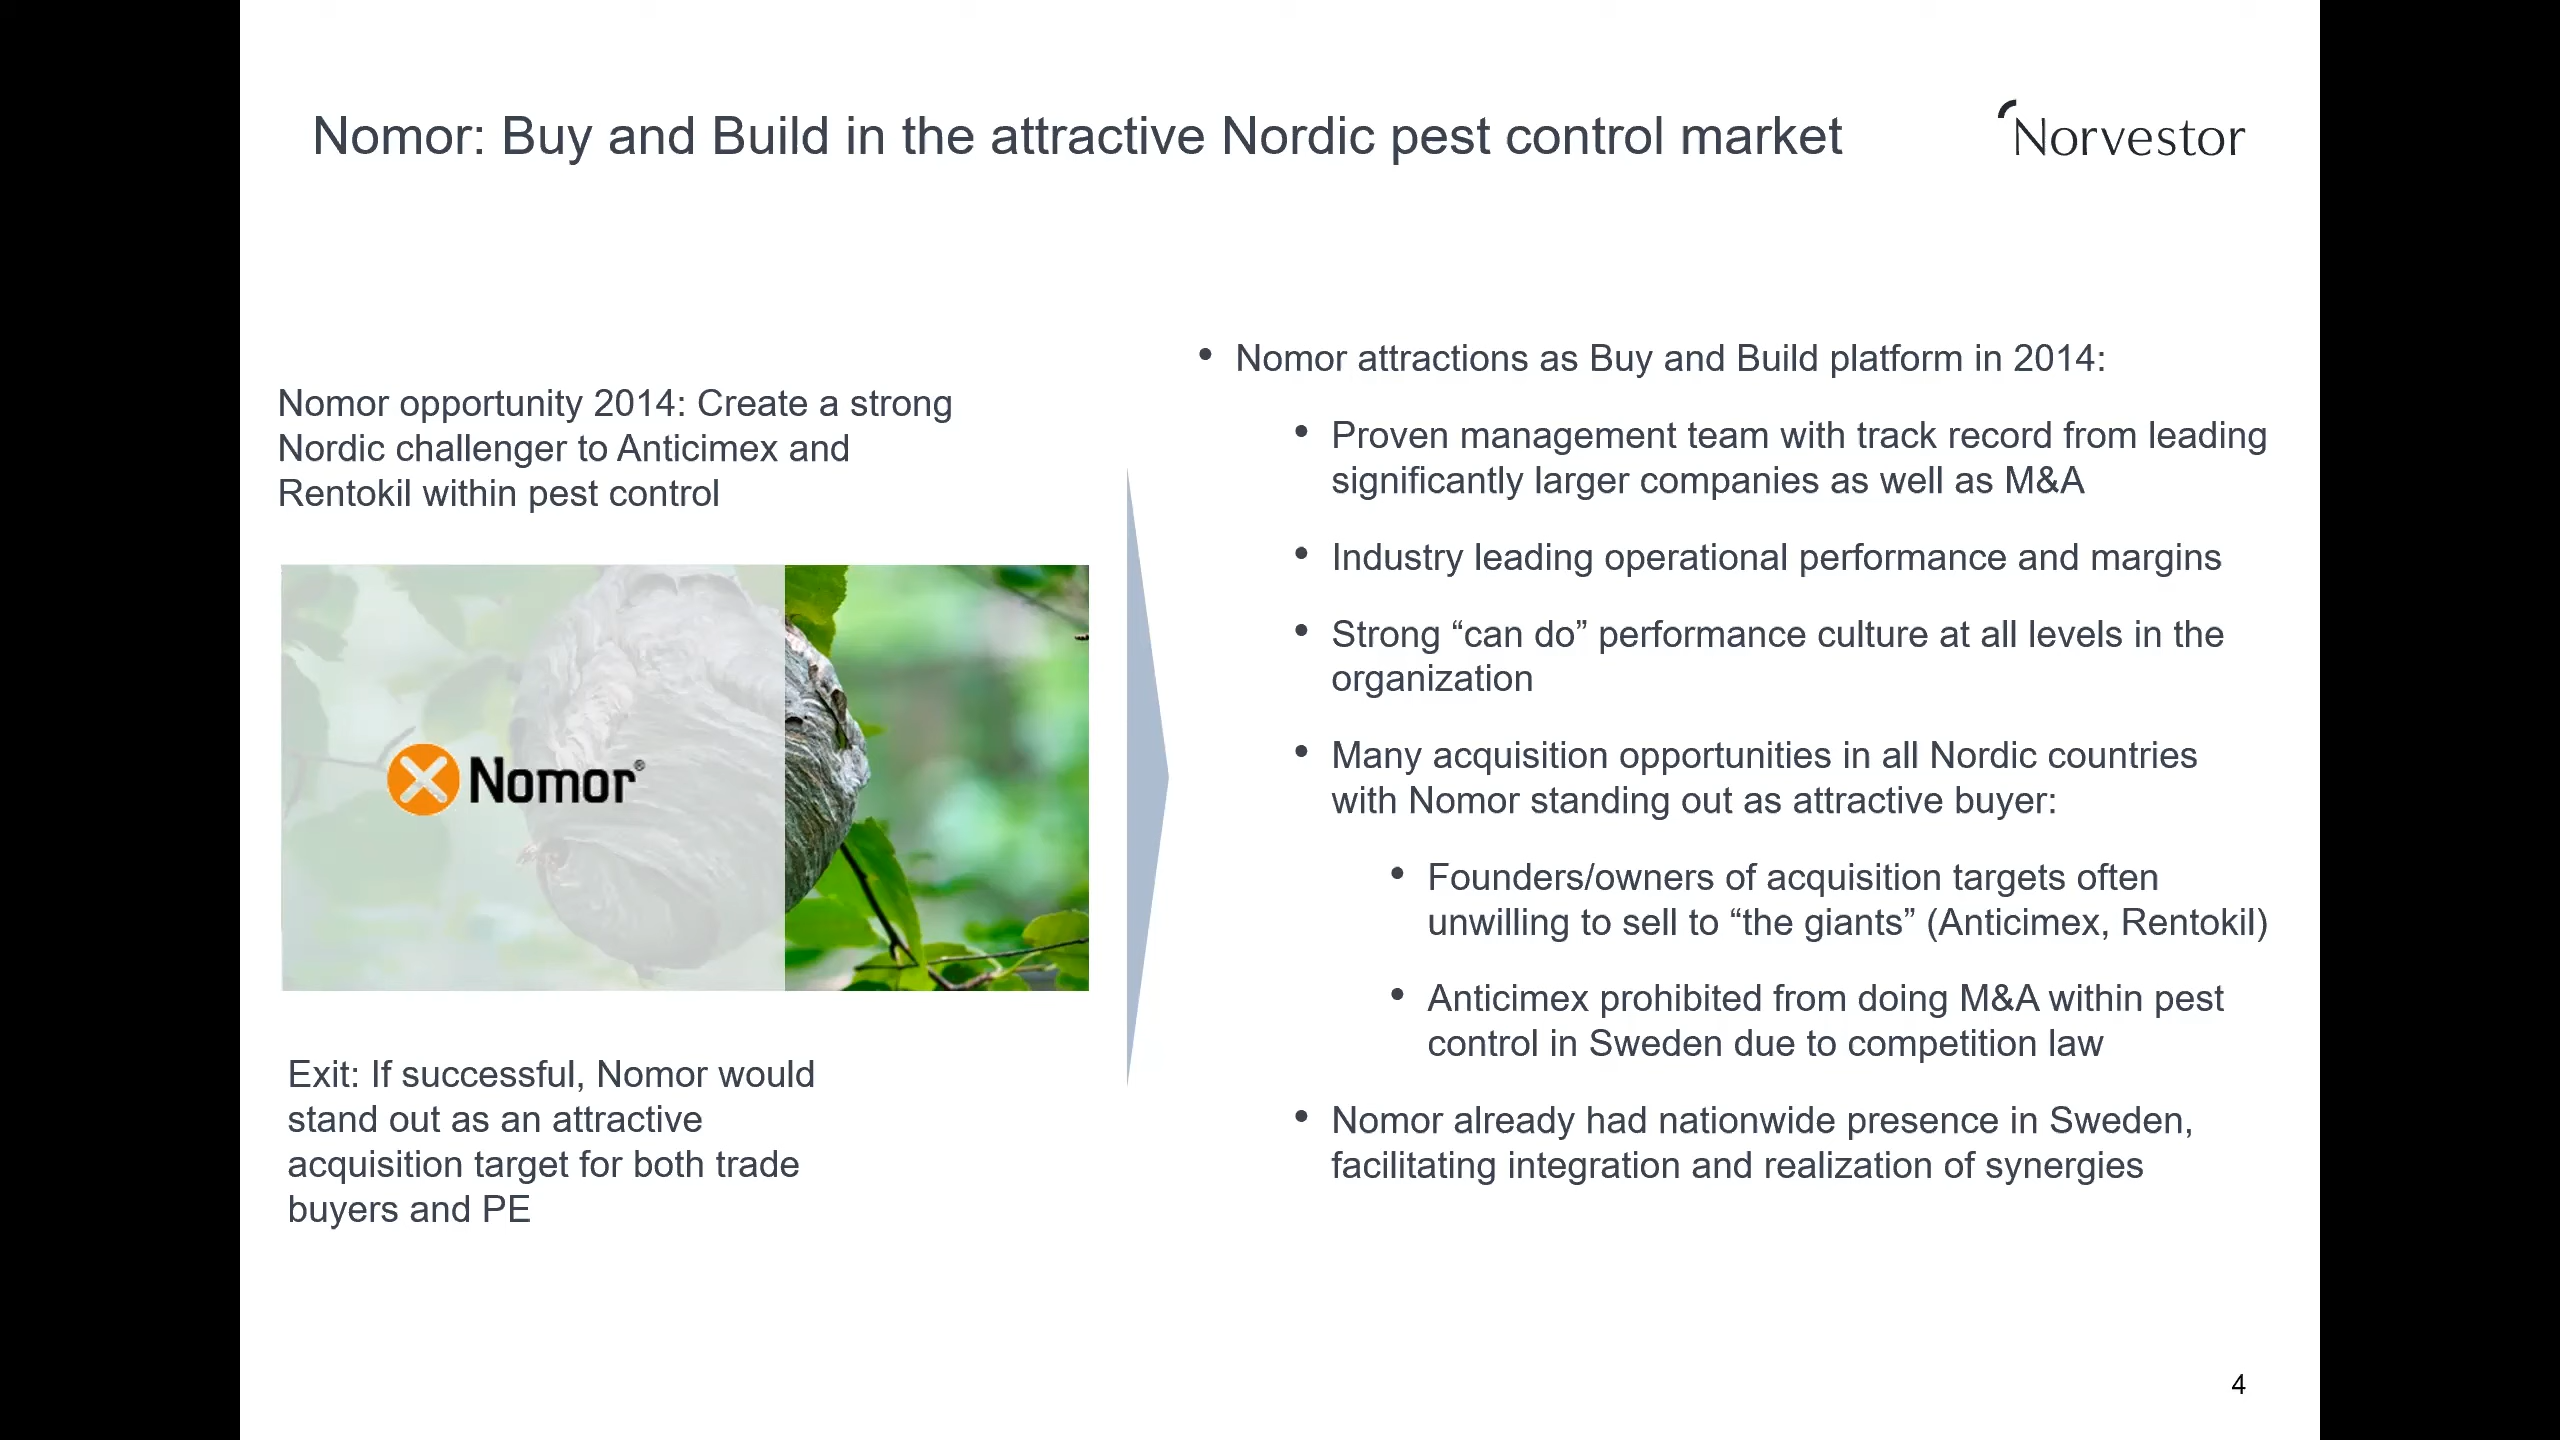 Nomor: Buy and Build in the attractive Nordic pest control market
Norvestor
Nomor opportunity 2014: Create a strong
Nordic challenger to Anticimex and
Rentokil within pest control
Nomor®
Exit: If successful, Nomor would
stand out as an attractive
acquisition target for both trade
buyers and PE
• Nomor attractions as Buy and Build platform in 2014:
• Proven management team with track record from leading
significantly larger companies as well as M&A
• Industry leading operational performance and margins
• Strong “can do” performance culture at all levels in the
organization
• Many acquisition opportunities in all Nordic countries
with Nomor standing out as attractive buyer:
• Founders/owners of acquisition targets often
unwilling to sell to “the giants” (Anticimex, Rentokil)
• Anticimex prohibited from doing M&A within pest
control in Sweden due to competition law
• Nomor already had nationwide presence in Sweden,
facilitating integration and realization of synergies
4